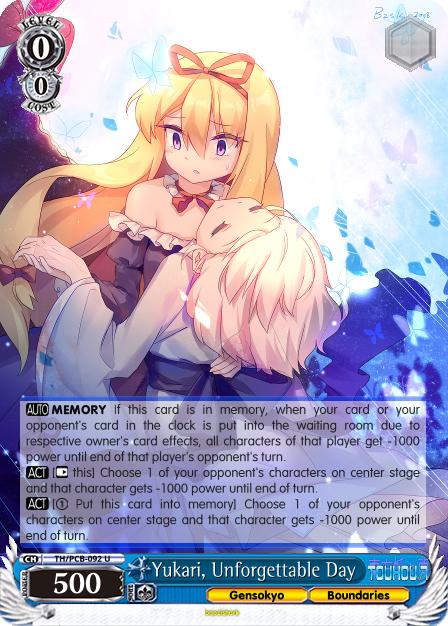 Bzsk 2018
LEVEL
0
0
COST
AUTO MEMORY If this card is in memory, when your card or your
opponent's card in the clock is put into the waiting room due to
respective owner's card effects, all characters of that player get -1000
power until end of that player's opponent's turn.
ACT [ this] Choose 1 of your opponent's characters on center stage
and that character gets -1000 power until end of turn.
ACT [① Put this card into memory] Choose 1 of your opponent's
characters on center stage and that character gets -1000 power until
end of turn.
CH TH/PCB-092 U
POWER
500
SOUL
Yukari, Unforgettable Day
TOUHOU
Gensokyo
Boundaries